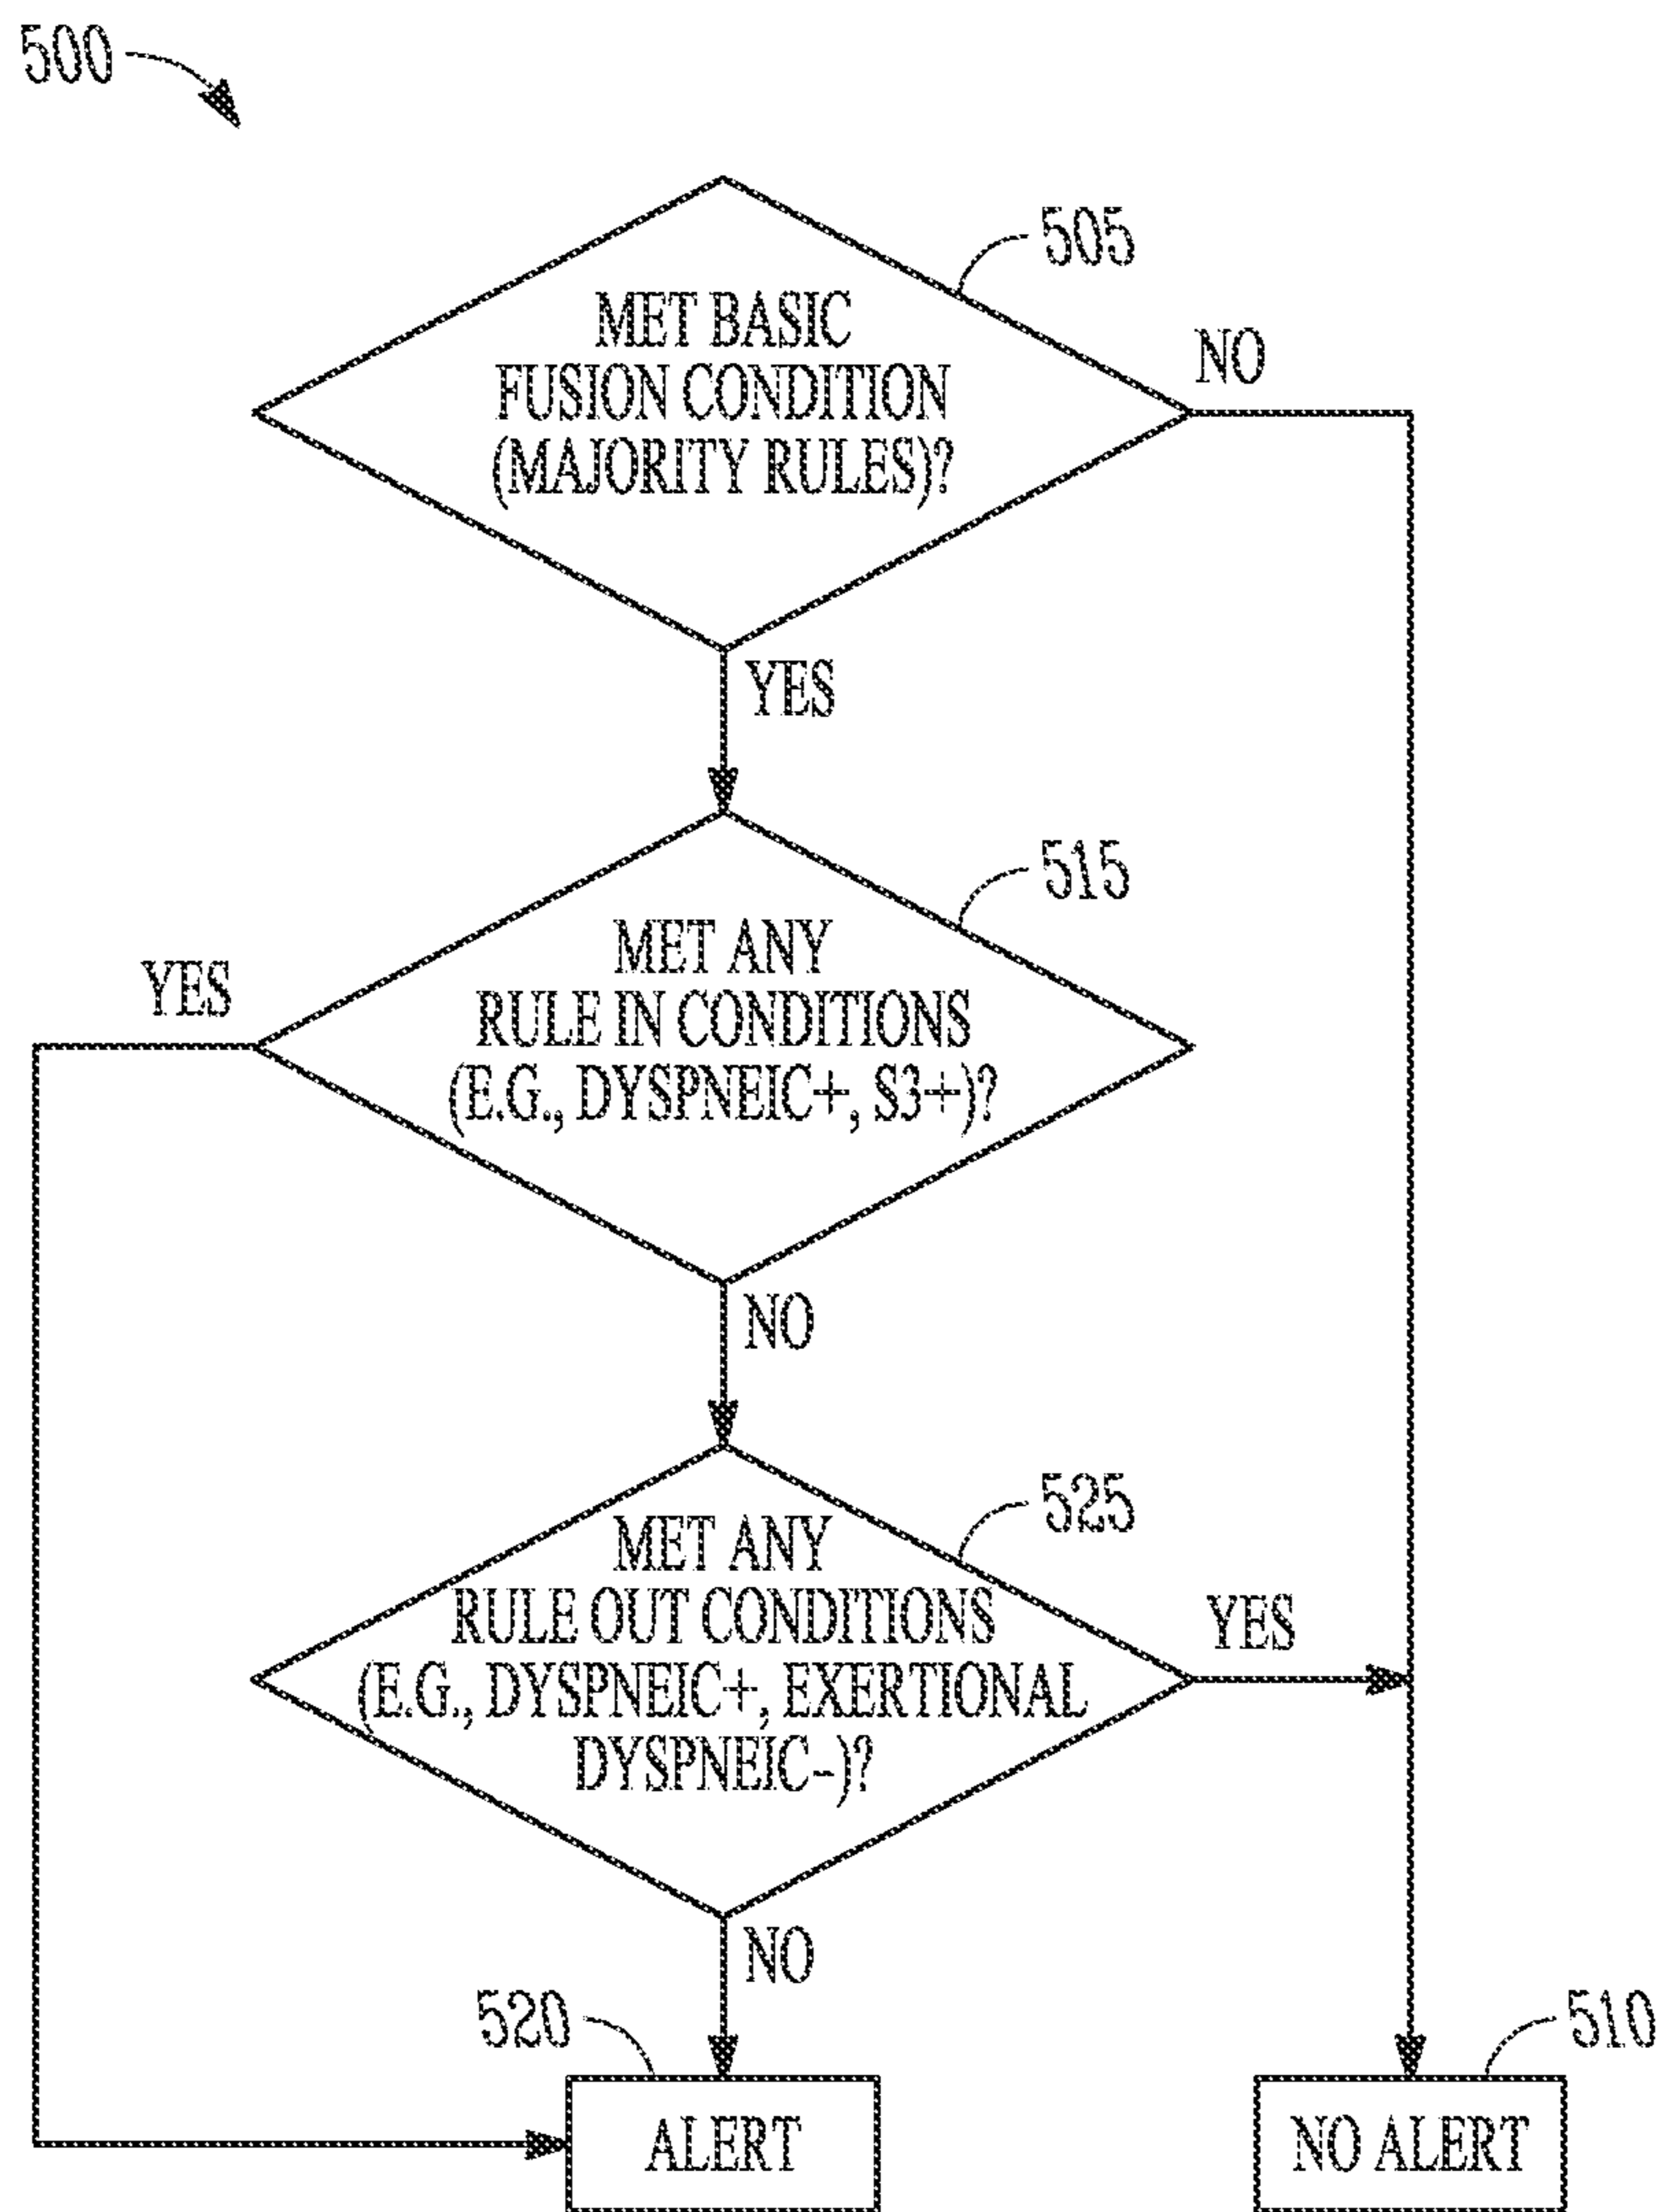 500
505
MET BASIC
FUSION CONDITION
(MAJORITY RULES)?
NO
YES
515
MET ANY
RULE IN CONDITIONS
(E.G., DYSPNEIC+, S3+)?
YES
NO
525
MET ANY
RULE OUT CONDITIONS
(E.G., DYSPNEIC+, EXERTIONAL
DYSPNEIC-)?
YES
NO
520
ALERT
510
NO ALERT